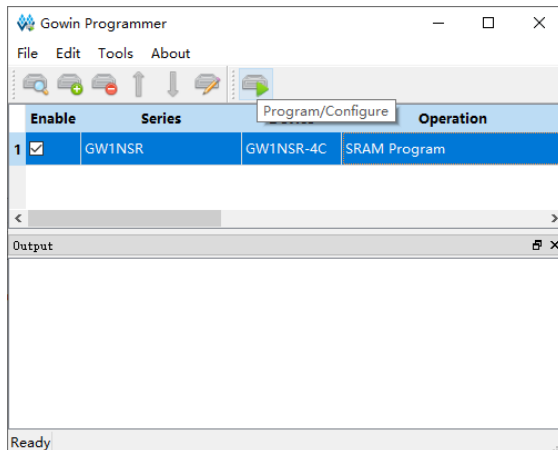 Gowin Programmer
File Edit Tools About
Program/Configure
Enable Series Operation
1 GW1NSR GW1NSR-4C SRAM Program
Output
Ready